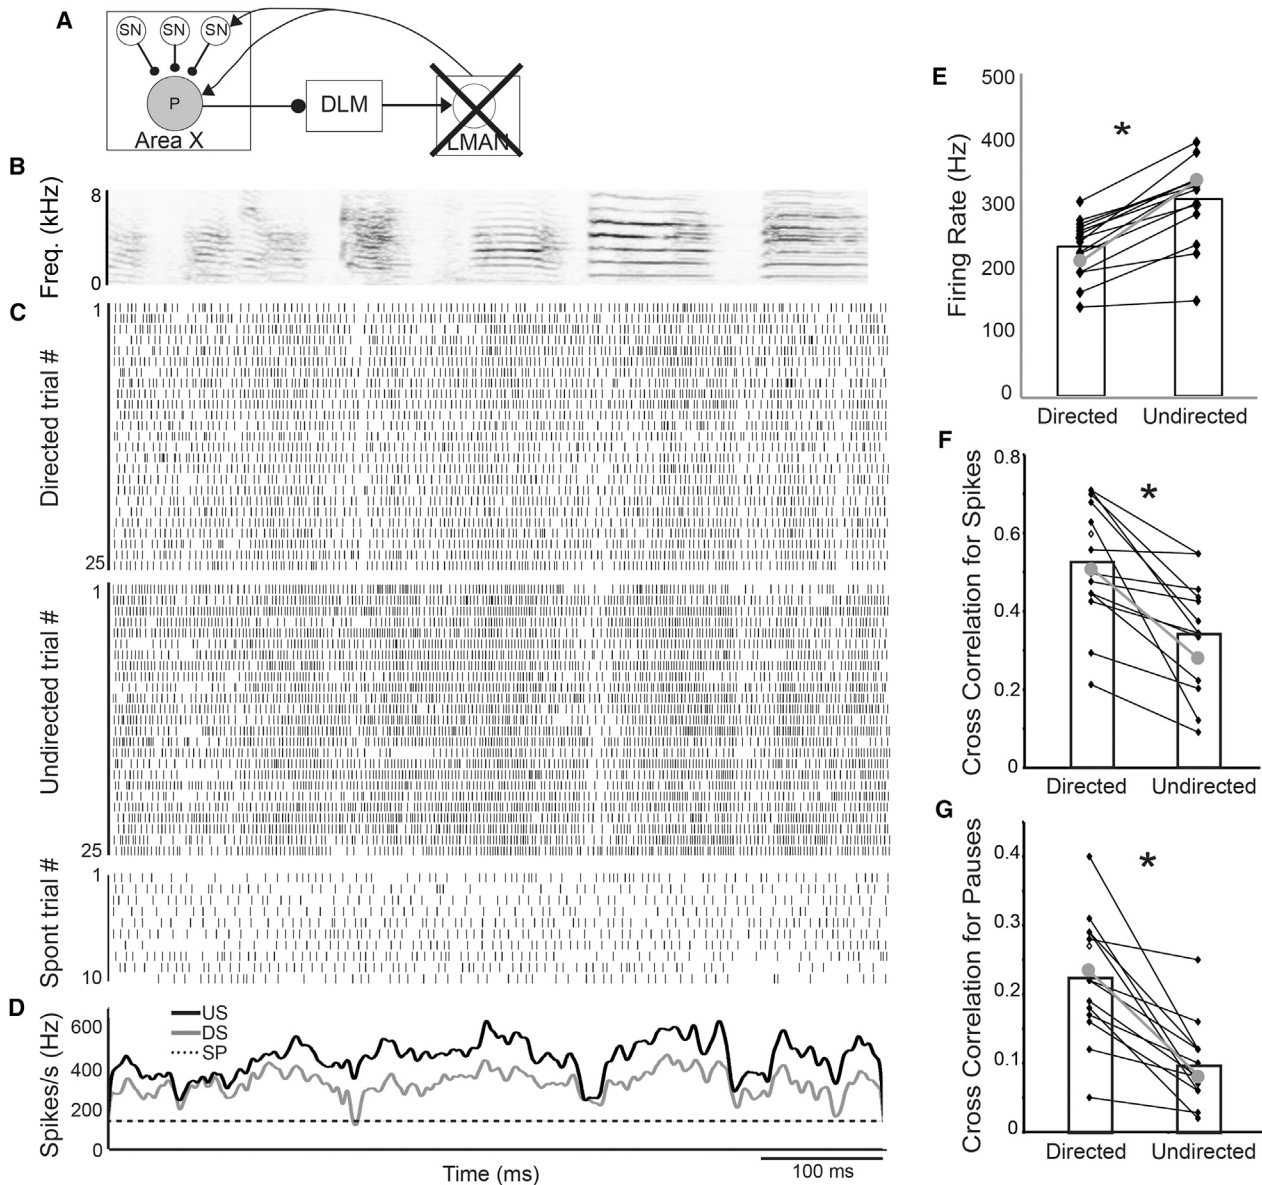 A
SN SN SN
P
Area X
DLM
LMAN
B
Freq. (kHz)
8
0
C
Directed trial #
1
25
Undirected trial #
1
25
Spont trial #
1
10
D
Spikes/s (Hz)
600
400
200
0
US
DS
SP
Time (ms)
100 ms
E
Firing Rate (Hz)
500
400
300
200
100
0
*
Directed Undirected
F
Cross Correlation for Spikes
0.8
0.6
0.4
0.2
0
*
Directed Undirected
G
Cross Correlation for Pauses
0.4
0.3
0.2
0.1
0
*
Directed Undirected